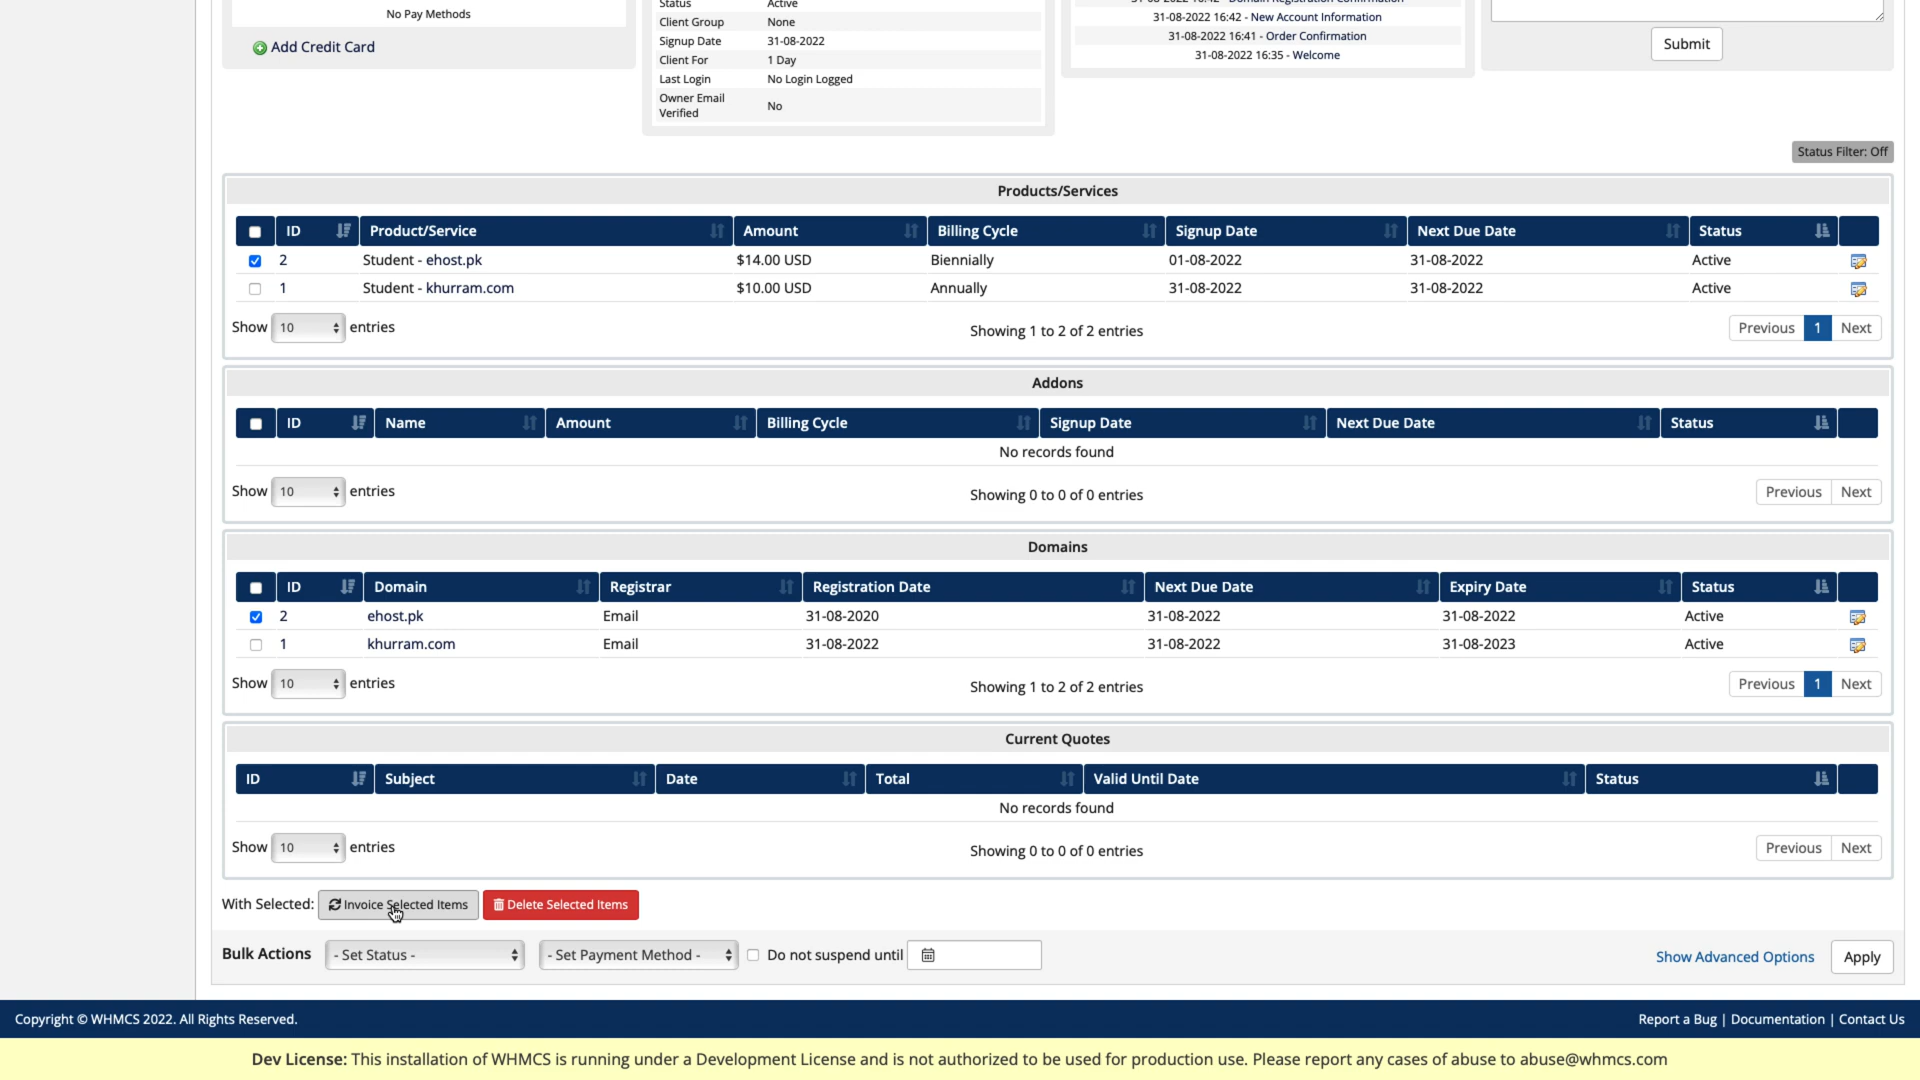 No Pay Methods
Add Credit Card
Status Active
Client Group None
Signup Date 31-08-2022
Client For 1 Day
Last Login No Login Logged
Owner Email Verified No
31-08-2022 16:42 - Domain Registration Confirmation
31-08-2022 16:42 - New Account Information
31-08-2022 16:41 - Order Confirmation
31-08-2022 16:35 - Welcome
Submit
Status Filter: Off
Products/Services
ID Product/Service Amount Billing Cycle Signup Date Next Due Date Status
2 Student - ehost.pk $14.00 USD Biennially 01-08-2022 31-08-2022 Active
1 Student - khurram.com $10.00 USD Annually 31-08-2022 31-08-2022 Active
Show 10 entries Showing 1 to 2 of 2 entries Previous 1 Next
Addons
ID Name Amount Billing Cycle Signup Date Next Due Date Status
No records found
Show 10 entries Showing 0 to 0 of 0 entries Previous Next
Domains
ID Domain Registrar Registration Date Next Due Date Expiry Date Status
2 ehost.pk Email 31-08-2020 31-08-2022 31-08-2022 Active
1 khurram.com Email 31-08-2022 31-08-2022 31-08-2023 Active
Show 10 entries Showing 1 to 2 of 2 entries Previous 1 Next
Current Quotes
ID Subject Date Total Valid Until Date Status
No records found
Show 10 entries Showing 0 to 0 of 0 entries Previous Next
With Selected: Invoice Selected Items Delete Selected Items
Bulk Actions - Set Status - - Set Payment Method - Do not suspend until Show Advanced Options Apply
Copyright © WHMCS 2022. All Rights Reserved. Report a Bug | Documentation | Contact Us
Dev License: This installation of WHMCS is running under a Development License and is not authorized to be used for production use. Please report any cases of abuse to abuse@whmcs.com